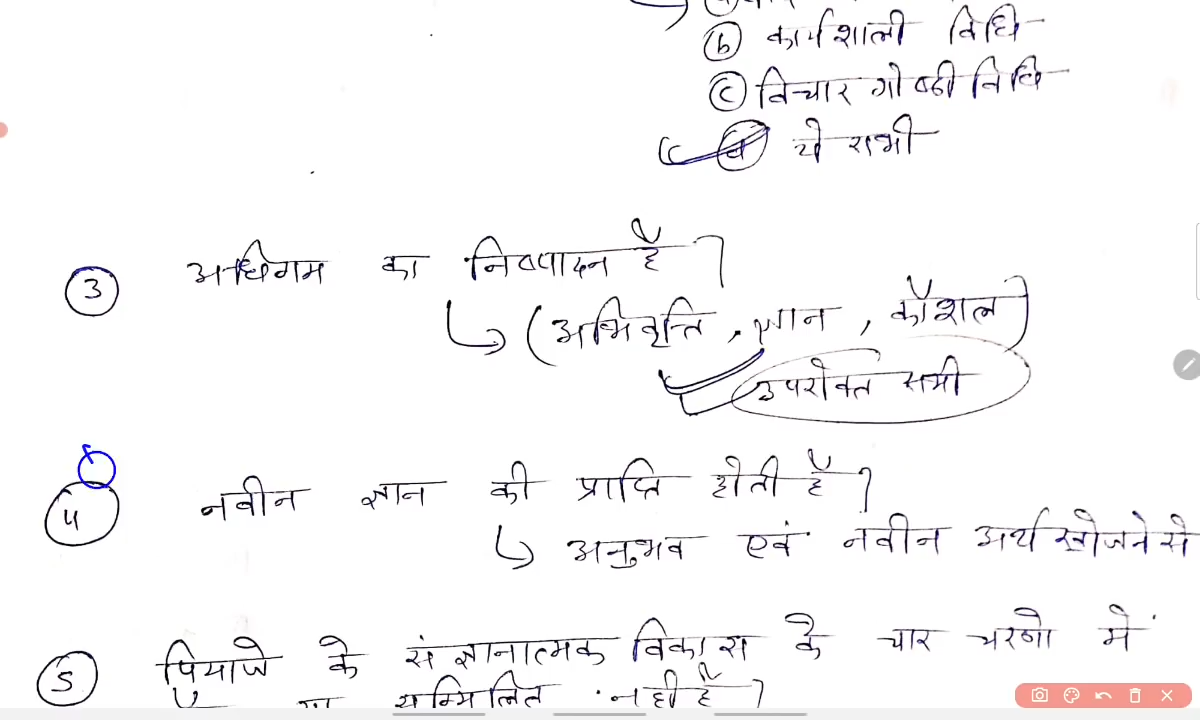 (b) कार्यशाली विधि
(c) विचार गोष्ठी विधि
(d) ये सभी
(3) अधिगम का निष्पादन है ?
(अभिवृत्ति, ज्ञान, कौशल)
उपरोक्त सभी
(4) नवीन ज्ञान की प्राप्ति होती है ?
अनुभव एवं नवीन अर्थ खोजने से
(5) पियाजे के संज्ञानात्मक विकास के चार चरणो में
सम्मिलित नही है ?